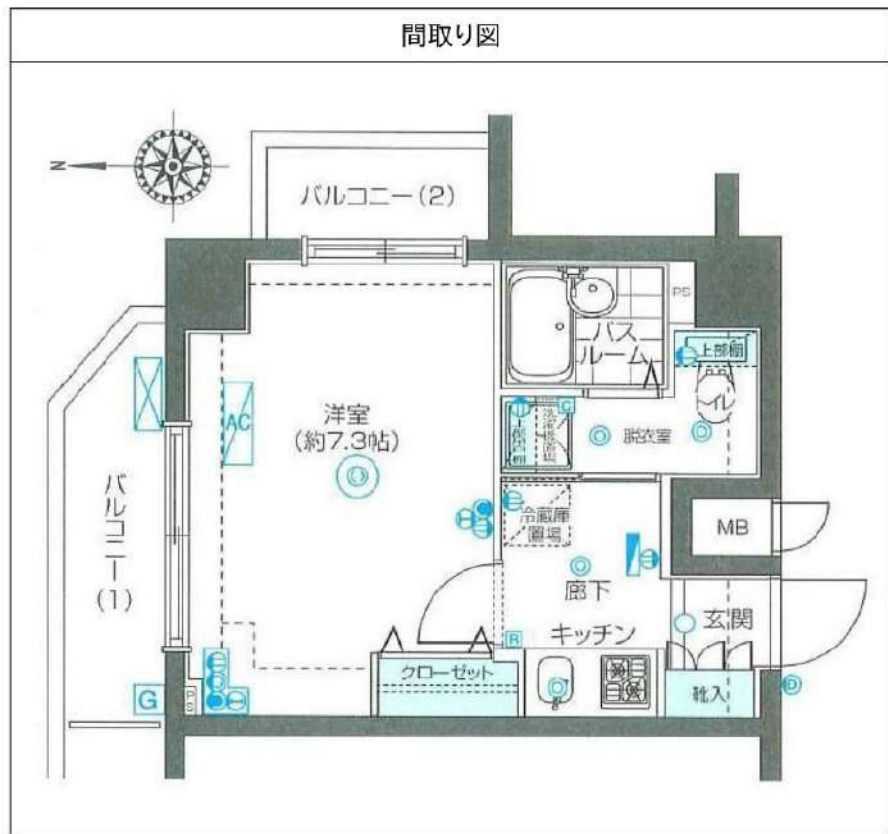 間取り図
N
バルコニー(2)
PS
バス
ルーム
上部棚
トイレ
AC
洋室
(約7.3帖)
C
上部吊棚
洗濯機置場
脱衣室
バルコニー
(1)
冷蔵庫
置場
MB
廊下
玄関
キッチン
R
クローゼット
靴入
G
PS
D